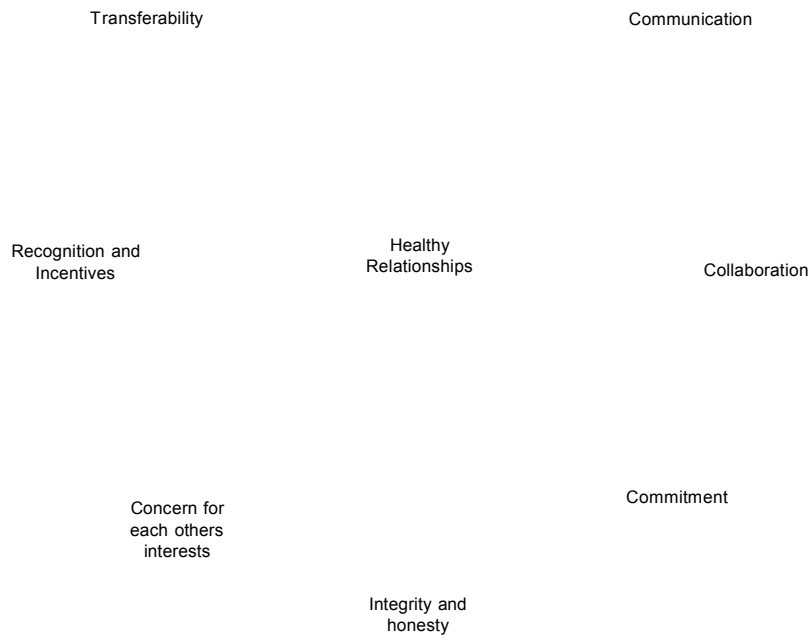 Transferability
Communication
Recognition and
Incentives
Healthy
Relationships
Collaboration
Concern for
each others
interests
Commitment
Integrity and
honesty